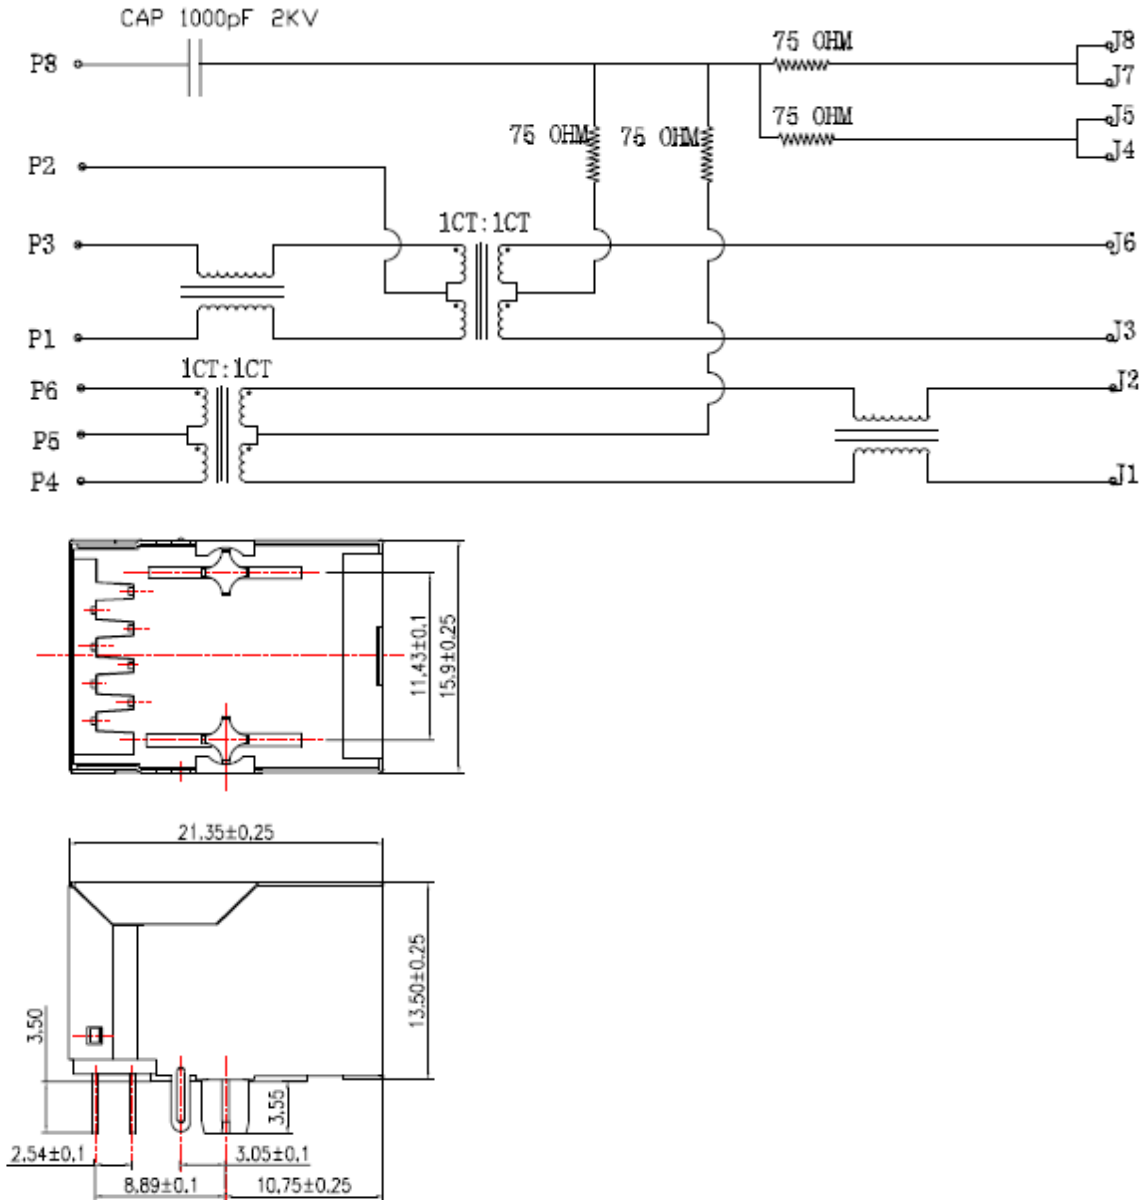 CAP 1000pF 2KV
P8
75 OHM
J8
J7
75 OHM
J5
J4
75 OHM
75 OHM
P2
1CT:1CT
P3
J6
P1
J3
1CT:1CT
P6
J2
P5
P4
J1
11.43±0.1
15.9±0.25
21.35±0.25
13.50±0.25
3.50
3.55
2.54±0.1
3.05±0.1
8.89±0.1
10.75±0.25